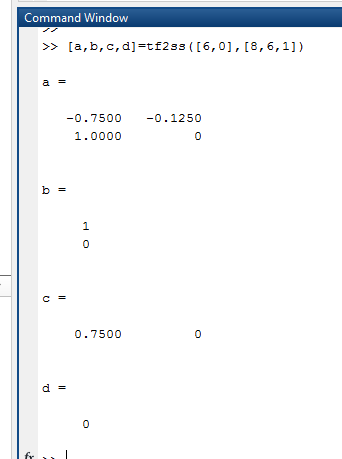 Command Window
>>
>> [a,b,c,d]=tf2ss([6,0],[8,6,1])
a =
-0.7500 -0.1250
1.0000 0
b =
1
0
c =
0.7500 0
d =
0
fx >>